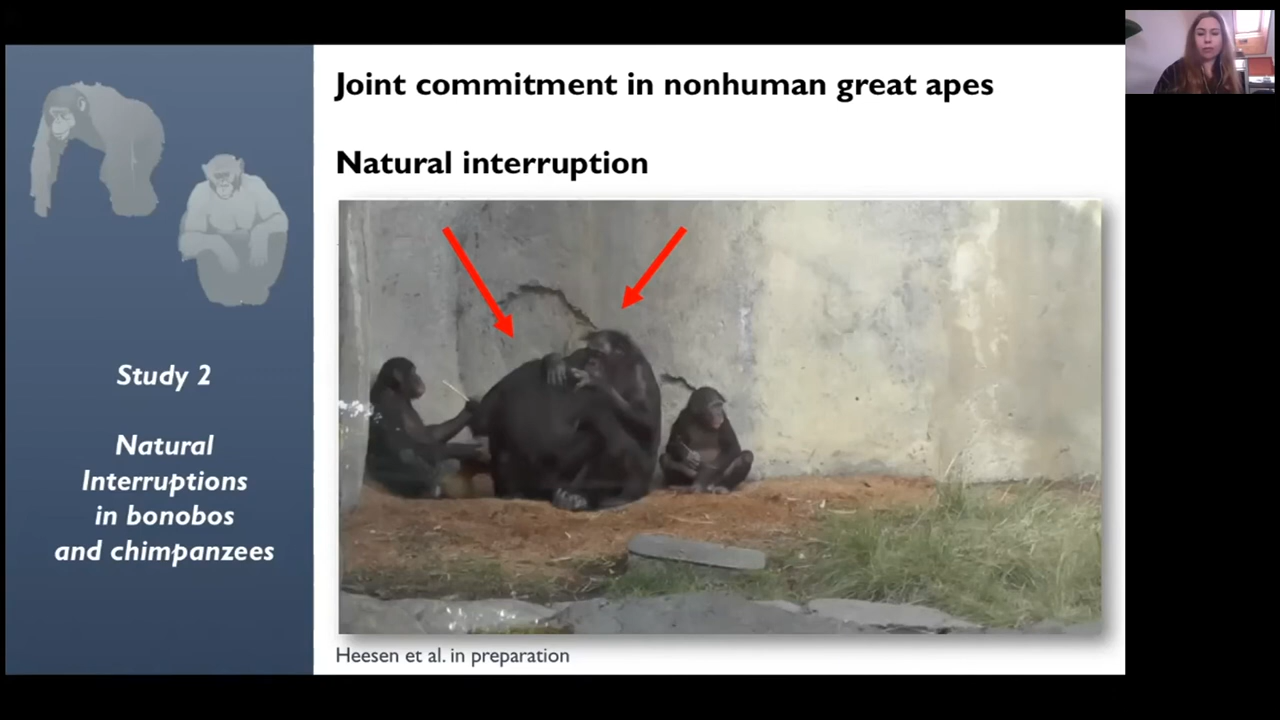 Joint commitment in nonhuman great apes
Natural interruption
Study 2
Natural
Interruptions
in bonobos
and chimpanzees
Heesen et al. in preparation